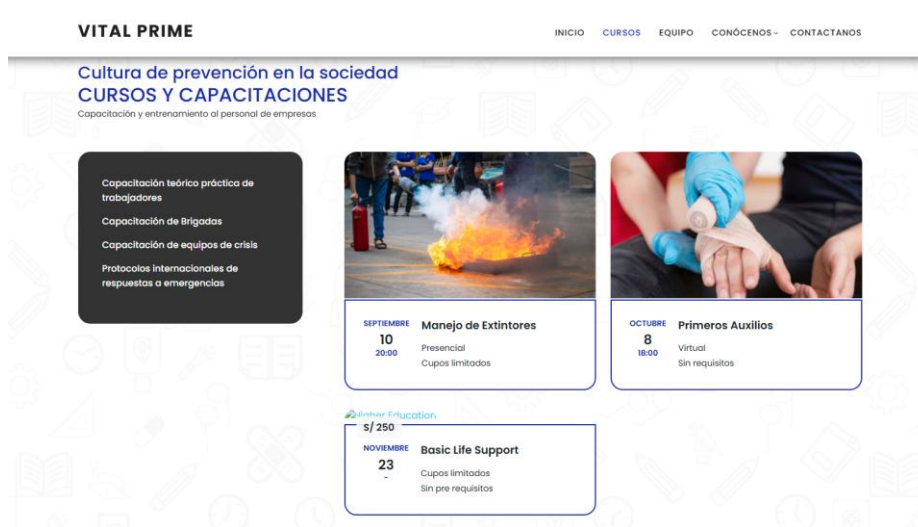 VITAL PRIME
INICIO CURSOS EQUIPO CONÓCENOS CONTACTANOS
Cultura de prevención en la sociedad
CURSOS Y CAPACITACIONES
Capacitación y entrenamiento al personal de empresas
Capacitación teórico práctica de
trabajadores
Capacitación de Brigadas
Capacitación de equipos de crisis
Protocolos internacionales de
respuestas a emergencias
SEPTIEMBRE
10
20:00
Manejo de Extintores
Presencial
Cupos limitados
OCTUBRE
8
18:00
Primeros Auxilios
Virtual
Sin requisitos
Higher Education
S/ 250
NOVIEMBRE
23
-
Basic Life Support
Cupos limitados
Sin pre requisitos